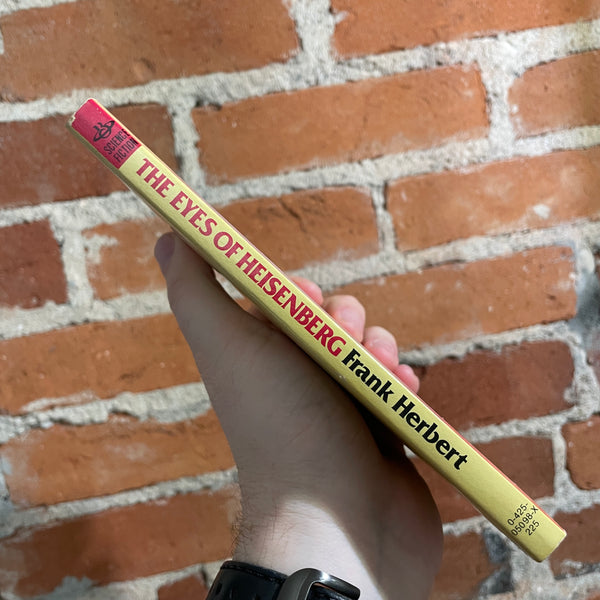 SCIENCE
FICTION
THE EYES OF HEISENBERG Frank Herbert
0-425-
05098-X
225